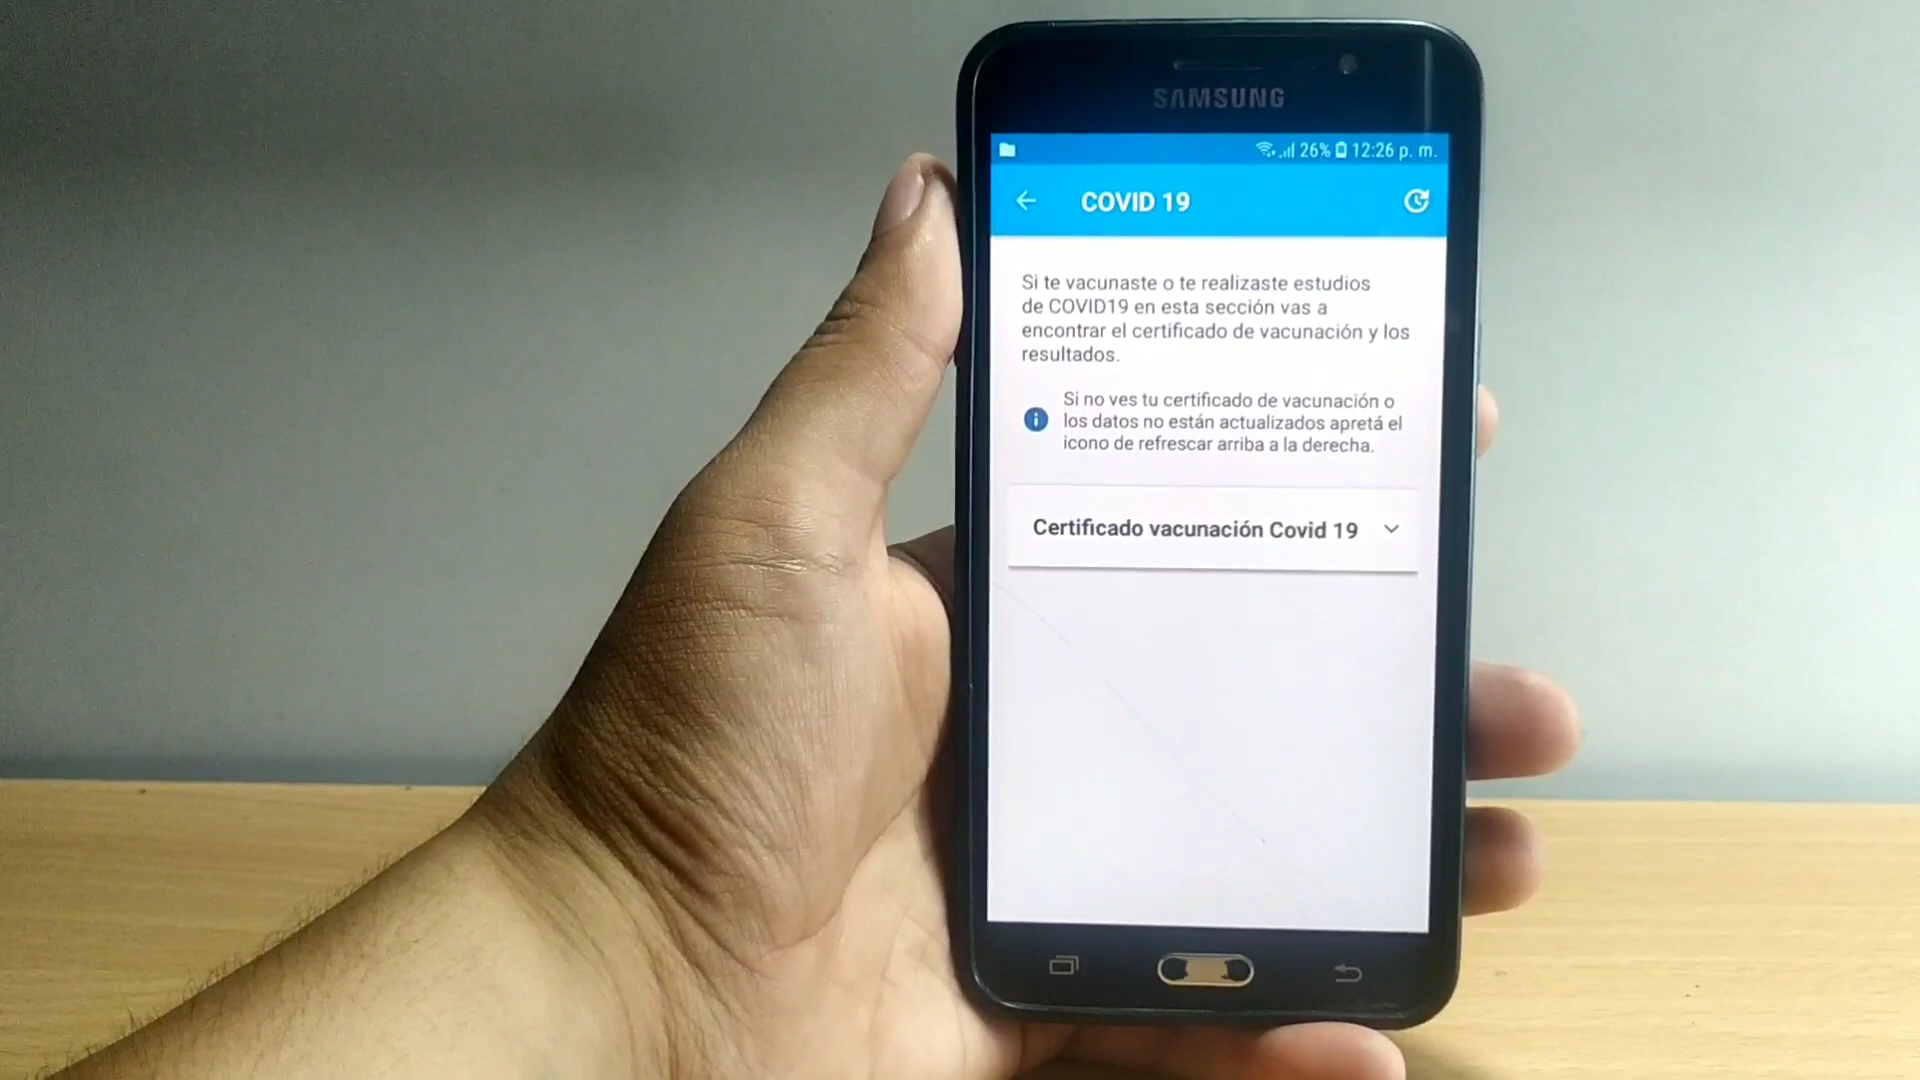 SAMSUNG
26% 12:26 p. m.
COVID 19
Si te vacunaste o te realizaste estudios
de COVID19 en esta sección vas a
encontrar el certificado de vacunación y los
resultados.
Si no ves tu certificado de vacunación o
los datos no están actualizados apretá el
icono de refrescar arriba a la derecha.
Certificado vacunación Covid 19